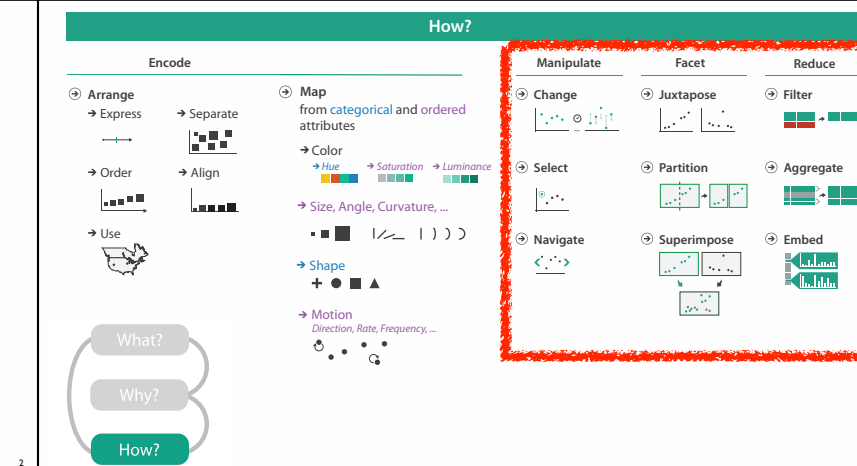 How?
Encode
Arrange
Express
Separate
Order
Align
Use
Map
from categorical and ordered
attributes
Color
Hue
Saturation
Luminance
Size, Angle, Curvature, ...
Shape
Motion
Direction, Rate, Frequency, ...
Manipulate
Change
...
Select
Navigate
Facet
Juxtapose
Partition
Superimpose
Reduce
Filter
Aggregate
Embed
What?
Why?
How?
2